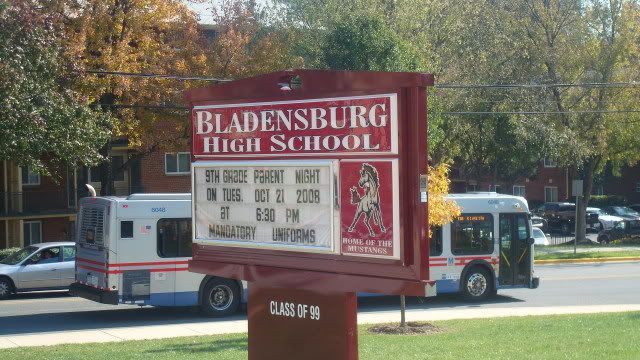 BLADENSBURG
HIGH SCHOOL
9TH GRADE PARENT NIGHT
ON TUES. OCT 21 2008
AT 6:30 PM
MANDATORY UNIFORMS
HOME OF THE
MUSTANGS
CLASS OF 99
6048